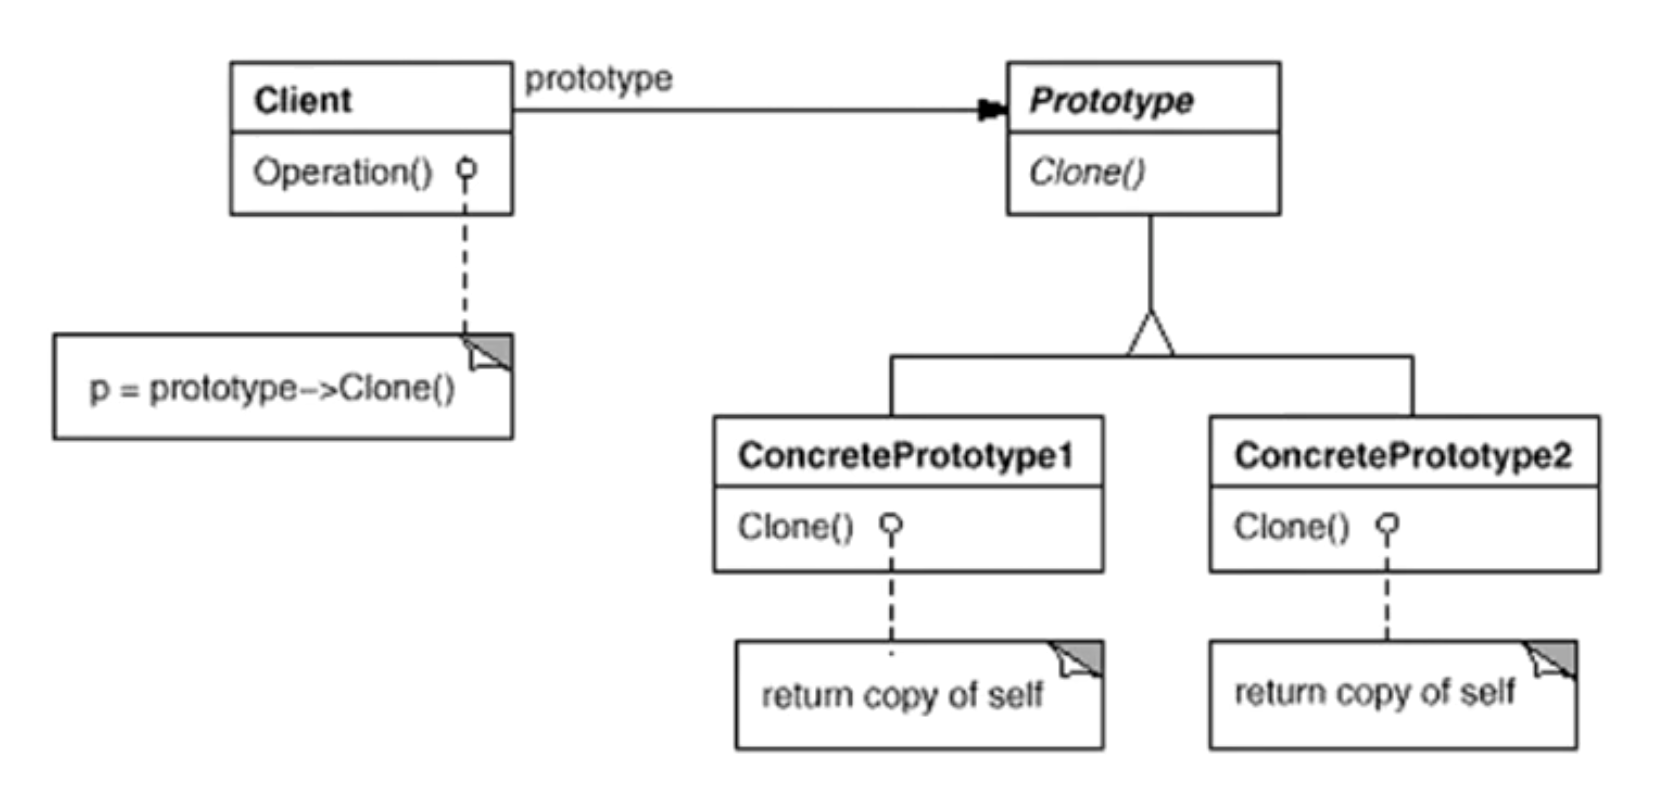 Client
prototype
Prototype
Operation()
Clone()
p = prototype->Clone()
ConcretePrototype1
ConcretePrototype2
Clone()
Clone()
return copy of self
return copy of self